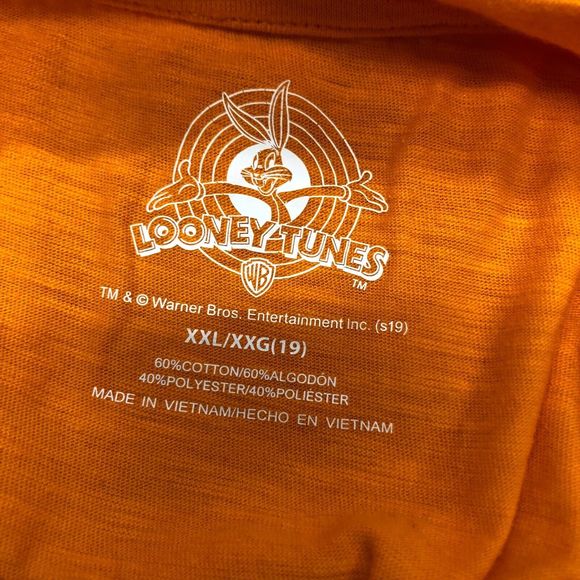 LOONEY TUNES
WB
TM
TM & © Warner Bros. Entertainment Inc. (s19)
XXL/XXG(19)
60%COTTON/60%ALGODÓN
40%POLYESTER/40%POLIÉSTER
MADE IN VIETNAM/HECHO EN VIETNAM